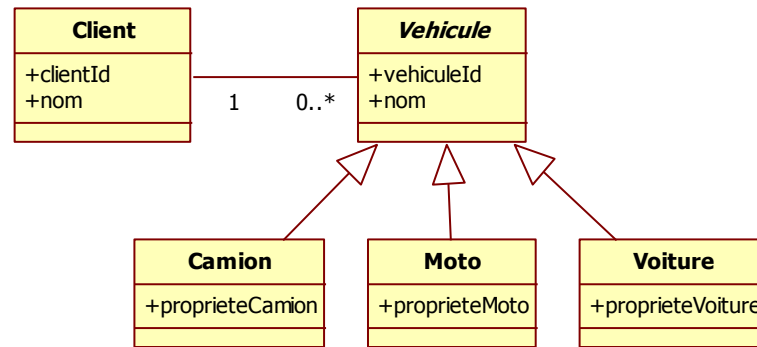 Client
+clientId
+nom
1
0..*
Vehicule
+vehiculeId
+nom
Camion
+proprieteCamion
Moto
+proprieteMoto
Voiture
+proprieteVoiture